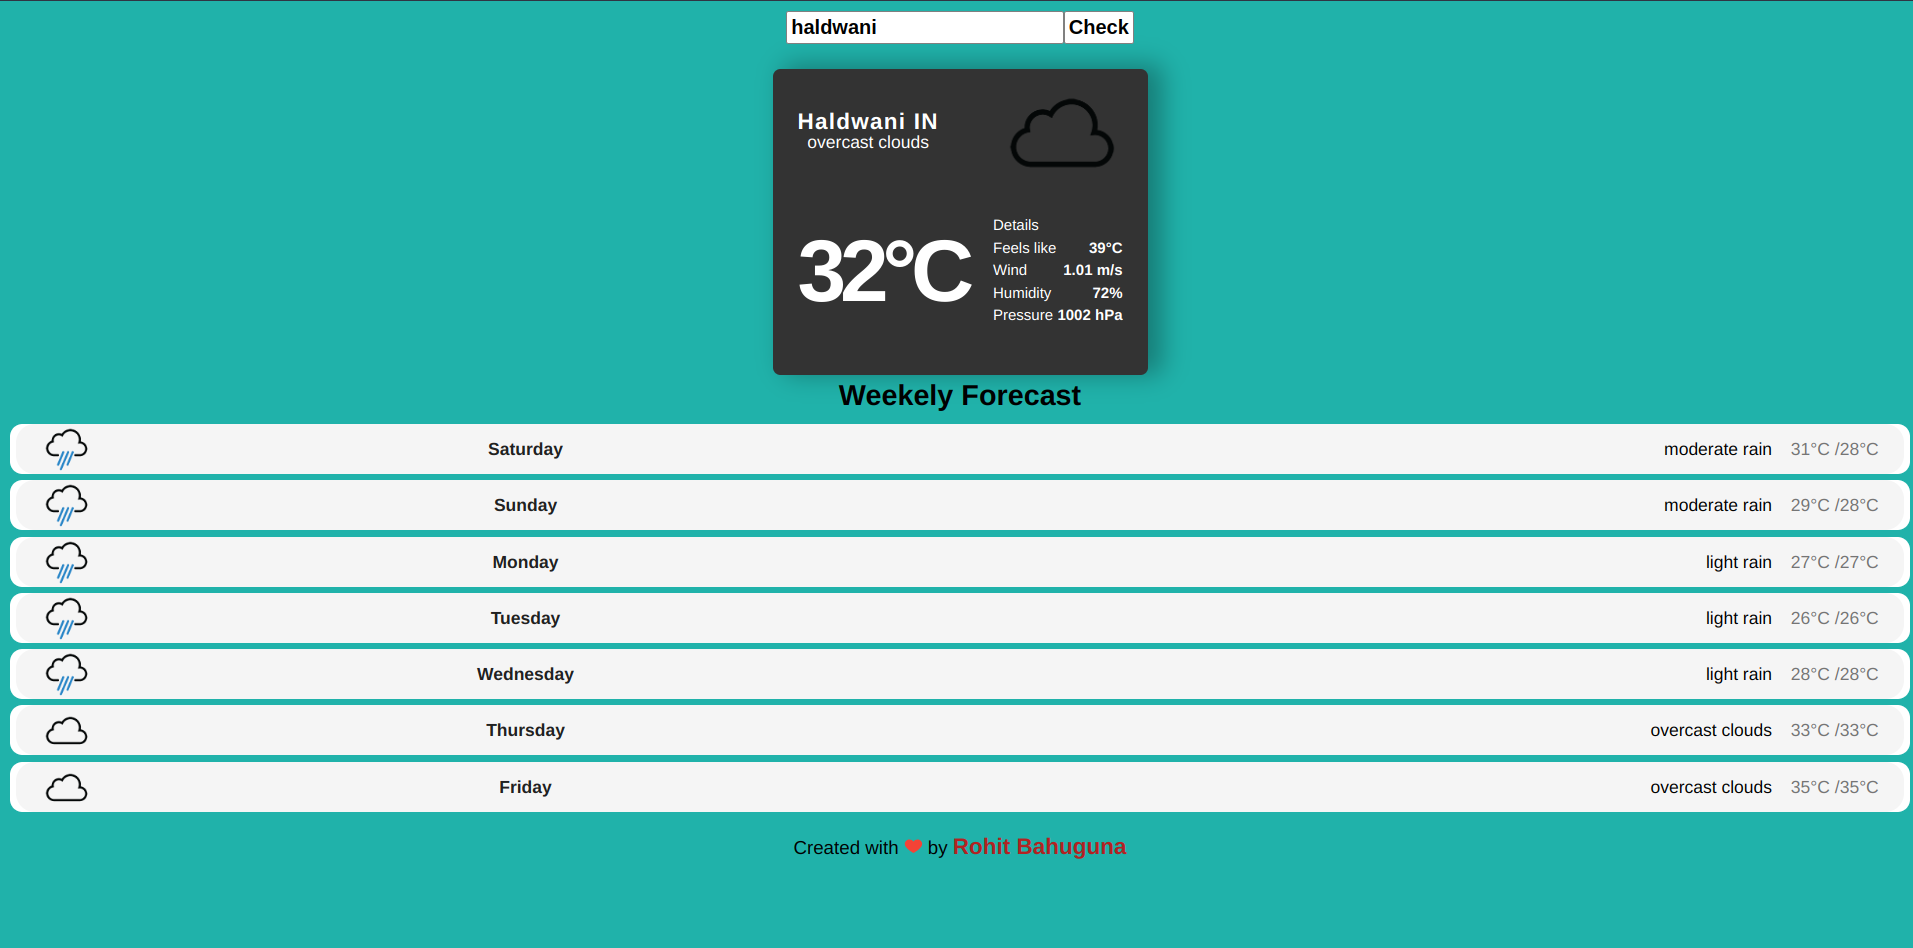 haldwani Check
Haldwani IN
overcast clouds
32°C
Details
Feels like 39°C
Wind 1.01 m/s
Humidity 72%
Pressure 1002 hPa
Weekely Forecast
Saturday moderate rain 31°C /28°C
Sunday moderate rain 29°C /28°C
Monday light rain 27°C /27°C
Tuesday light rain 26°C /26°C
Wednesday light rain 28°C /28°C
Thursday overcast clouds 33°C /33°C
Friday overcast clouds 35°C /35°C
Created with ❤ by Rohit Bahuguna